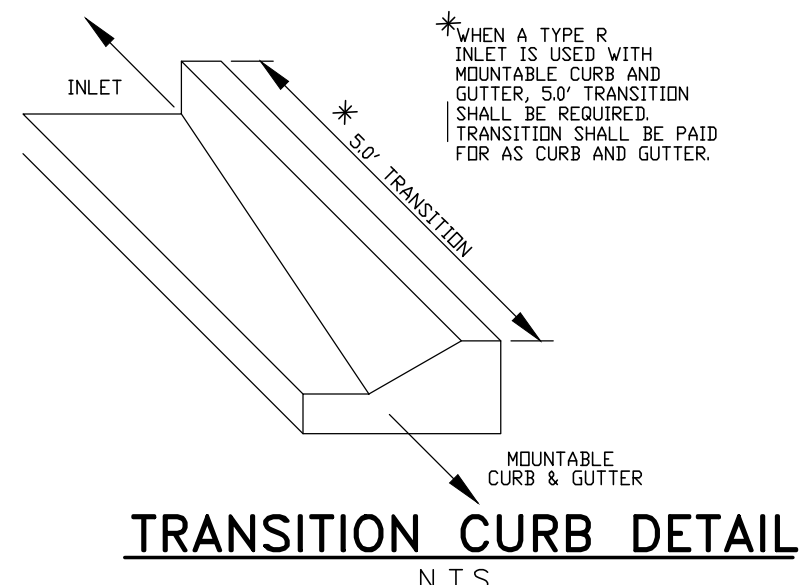 INLET
* 5.0' TRANSITION
*WHEN A TYPE R
INLET IS USED WITH
MOUNTABLE CURB AND
GUTTER, 5.0' TRANSITION
SHALL BE REQUIRED.
TRANSITION SHALL BE PAID
FOR AS CURB AND GUTTER.
MOUNTABLE
CURB & GUTTER
TRANSITION CURB DETAIL
N.T.S.